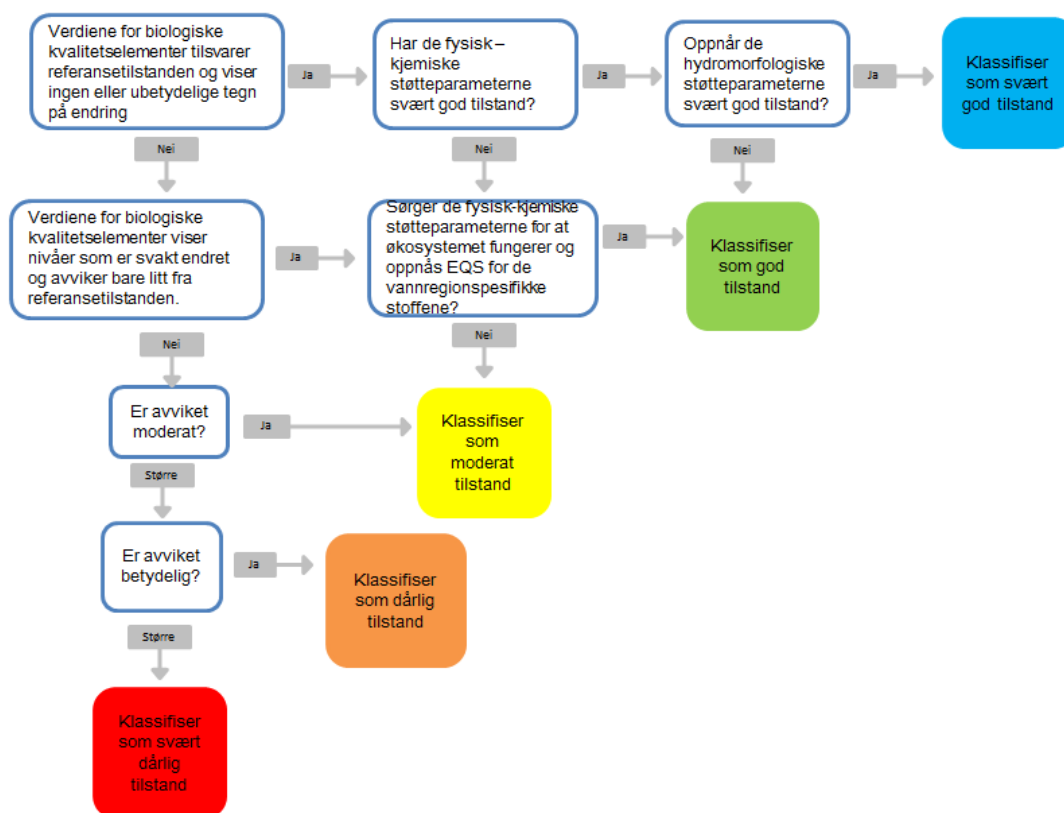 Verdiene for biologiske
kvalitetselementer tilsvarer
referansetilstanden og viser
ingen eller ubetydelige tegn
på endring
Ja
Har de fysisk –
kjemiske
støtteparameterne
svært god tilstand?
Ja
Oppnår de
hydromorfologiske
støtteparameterne
svært god tilstand?
Ja
Klassifiser
som svært
god tilstand
Nei
Nei
Nei
Verdiene for biologiske
kvalitetselementer viser
nivåer som er svakt endret
og avviker bare litt fra
referansetilstanden.
Ja
Sørger de fysisk-kjemiske
støtteparameterne for at
økosystemet fungerer og
oppnås EQS for de
vannregionspesifikke
stoffene?
Ja
Klassifiser
som god
tilstand
Nei
Nei
Er avviket
moderat?
Ja
Klassifiser
som
moderat
tilstand
Større
Er avviket
betydelig?
Ja
Klassifiser
som dårlig
tilstand
Større
Klassifiser
som svært
dårlig
tilstand